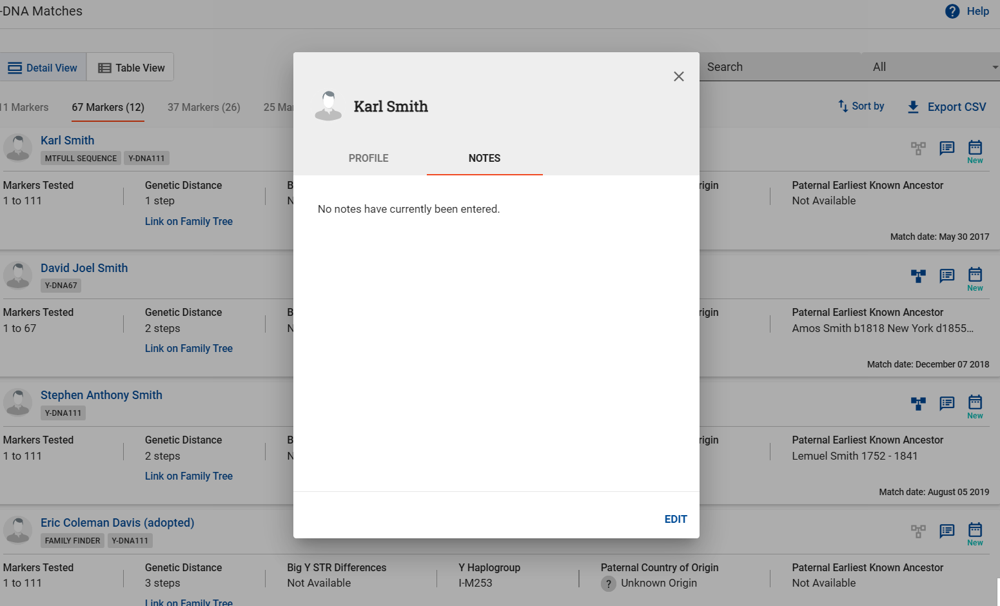 -DNA Matches
Help
Detail View
Table View
Search
All
11 Markers
67 Markers (12)
37 Markers (26)
25 Mar
Sort by
Export CSV
Karl Smith
PROFILE
NOTES
No notes have currently been entered.
EDIT
Karl Smith
MTFULL SEQUENCE
Y-DNA111
New
Markers Tested
1 to 111
Genetic Distance
1 step
Link on Family Tree
B
N
rigin
Paternal Earliest Known Ancestor
Not Available
Match date: May 30 2017
David Joel Smith
Y-DNA67
New
Markers Tested
1 to 67
Genetic Distance
2 steps
Link on Family Tree
B
N
rigin
Paternal Earliest Known Ancestor
Amos Smith b1818 New York d1855...
Match date: December 07 2018
Stephen Anthony Smith
Y-DNA111
New
Markers Tested
1 to 111
Genetic Distance
2 steps
Link on Family Tree
B
N
rigin
Paternal Earliest Known Ancestor
Lemuel Smith 1752 - 1841
Match date: August 05 2019
Eric Coleman Davis (adopted)
FAMILY FINDER
Y-DNA111
New
Markers Tested
1 to 111
Genetic Distance
3 steps
Link on Family Tree
Big Y STR Differences
Not Available
Y Haplogroup
I-M253
Paternal Country of Origin
? Unknown Origin
Paternal Earliest Known Ancestor
Not Available